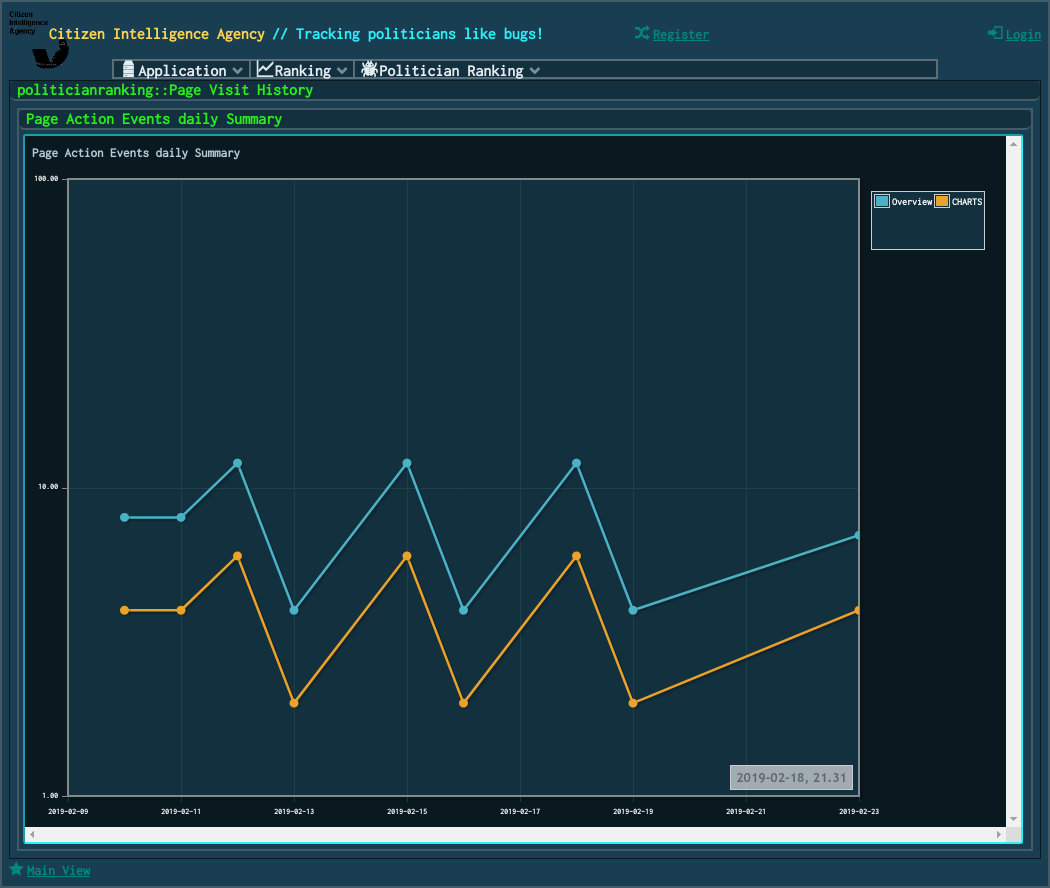 Citizen
Intelligence
Agency
Citizen Intelligence Agency // Tracking politicians like bugs!
Register
Login
Application
Ranking
Politician Ranking
politicianranking::Page Visit History
Page Action Events daily Summary
Page Action Events daily Summary
100.00
10.00
1.00
Overview
CHARTS
2019-02-18, 21.31
2019-02-09
2019-02-11
2019-02-13
2019-02-15
2019-02-17
2019-02-19
2019-02-21
2019-02-23
Main View